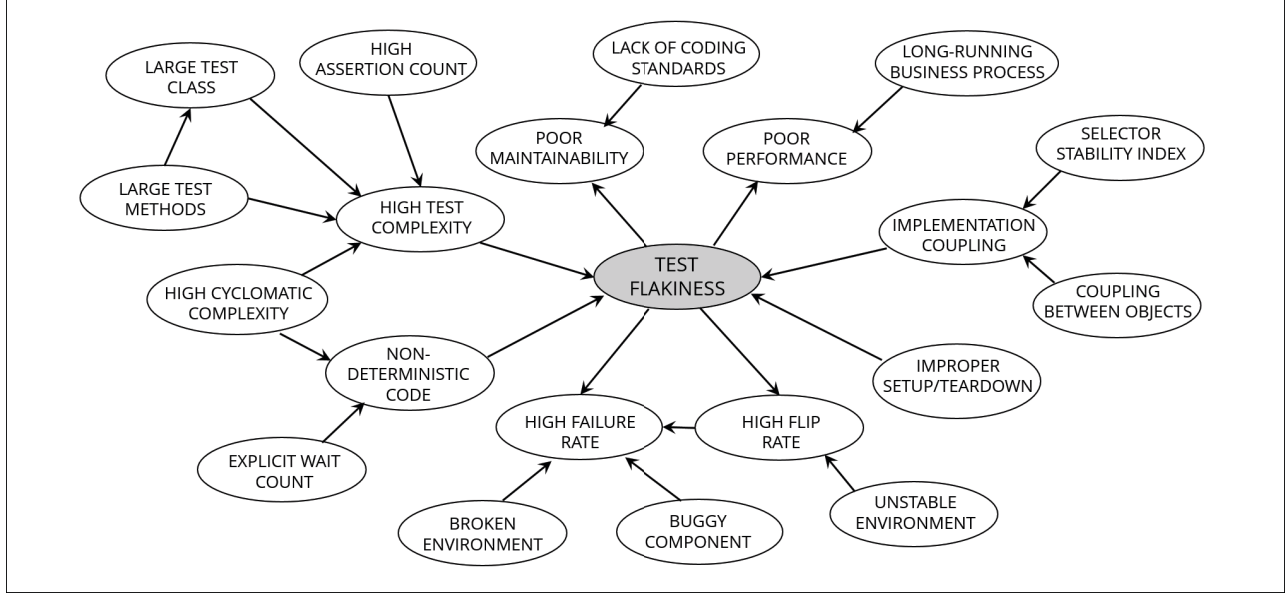 LARGE TEST
CLASS
HIGH
ASSERTION COUNT
LACK OF CODING
STANDARDS
LONG-RUNNING
BUSINESS PROCESS
POOR
MAINTAINABILITY
POOR
PERFORMANCE
SELECTOR
STABILITY INDEX
LARGE TEST
METHODS
HIGH TEST
COMPLEXITY
IMPLEMENTATION
COUPLING
TEST
FLAKINESS
HIGH CYCLOMATIC
COMPLEXITY
COUPLING
BETWEEN OBJECTS
NON-
DETERMINISTIC
CODE
IMPROPER
SETUP/TEARDOWN
HIGH FAILURE
RATE
HIGH FLIP
RATE
EXPLICIT WAIT
COUNT
BROKEN
ENVIRONMENT
BUGGY
COMPONENT
UNSTABLE
ENVIRONMENT